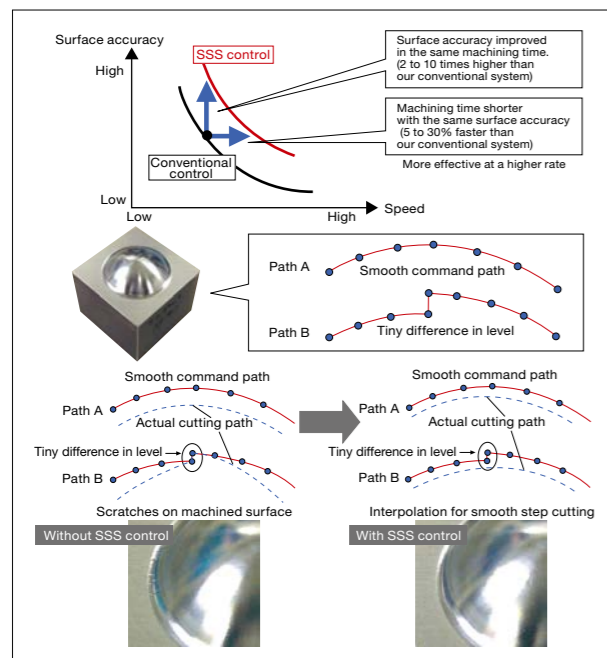 Surface accuracy
SSS control
High
Surface accuracy improved
in the same machining time.
(2 to 10 times higher than
our conventional system)
Machining time shorter
with the same surface accuracy
(5 to 30% faster than
our conventional system)
More effective at a higher rate
Conventional
control
Low
Low
High
Speed
Path A
Smooth command path
Path B
Tiny difference in level
Smooth command path
Path A
Actual cutting path
Tiny difference in level
Path B
Scratches on machined surface
Without SSS control
Smooth command path
Path A
Actual cutting path
Tiny difference in level
Path B
Interpolation for smooth step cutting
With SSS control